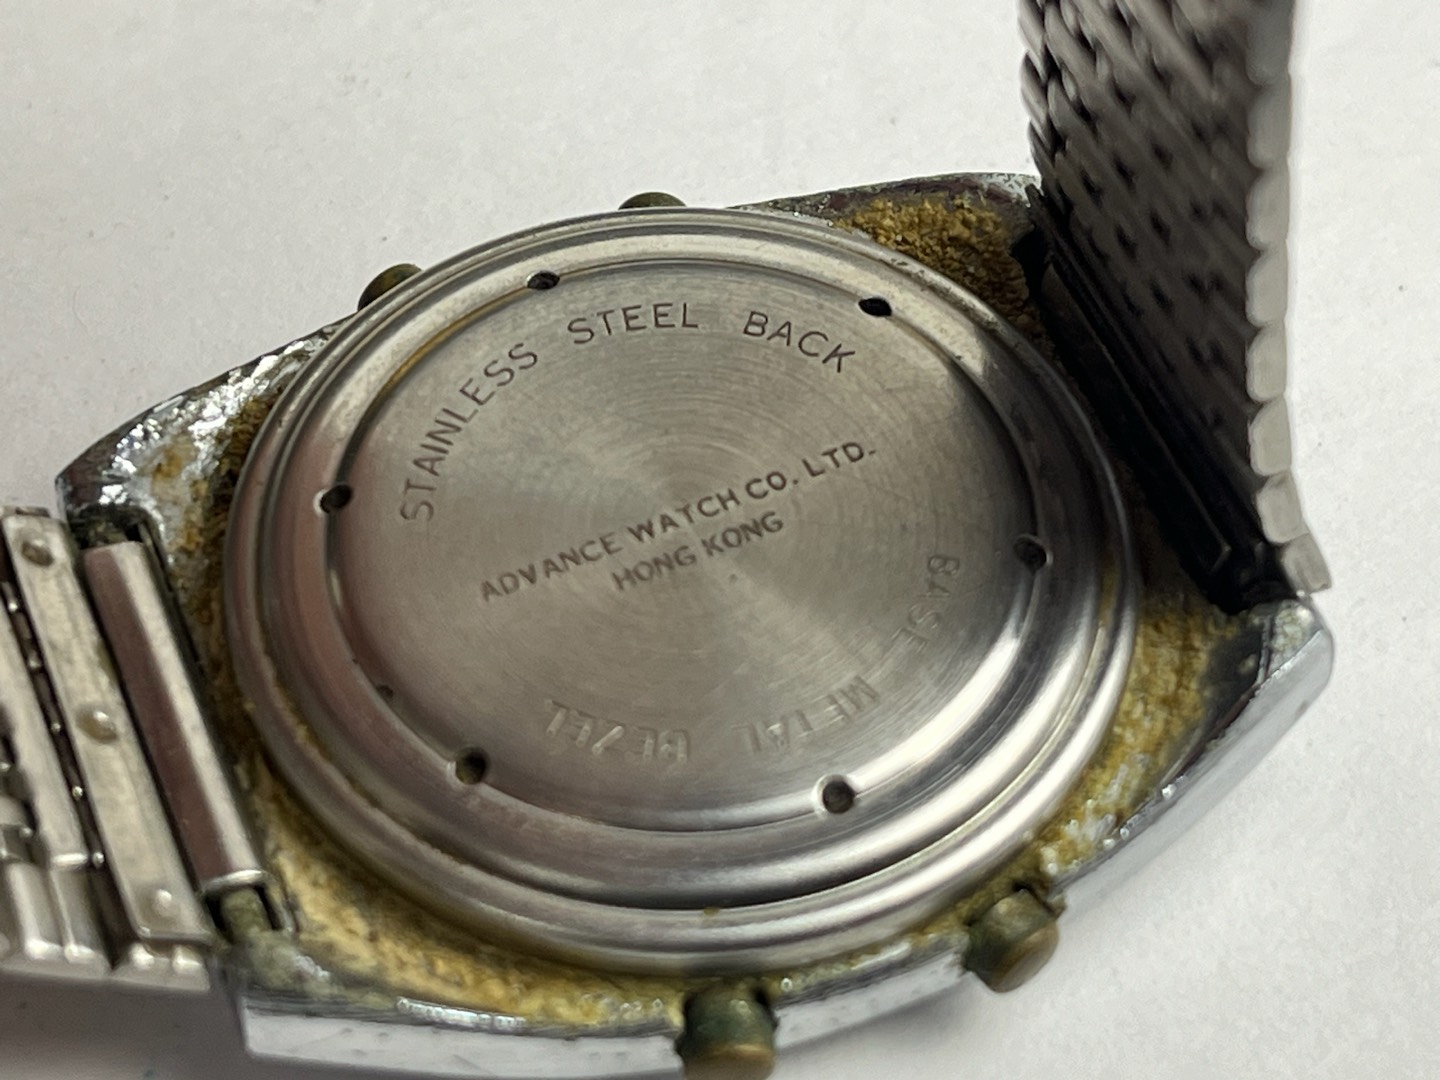 STAINLESS STEEL BACK
ADVANCE WATCH CO. LTD.
HONG KONG
BASE METAL BEZEL